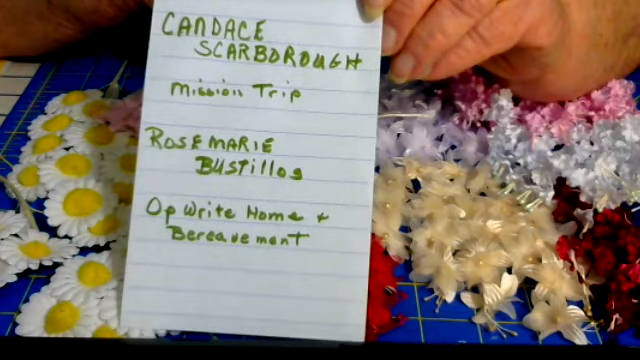 CANDACE
SCARBOROUGH
Mission Trip
ROSEMARIE
BUSTillos
Op Write Home +
Bereavement